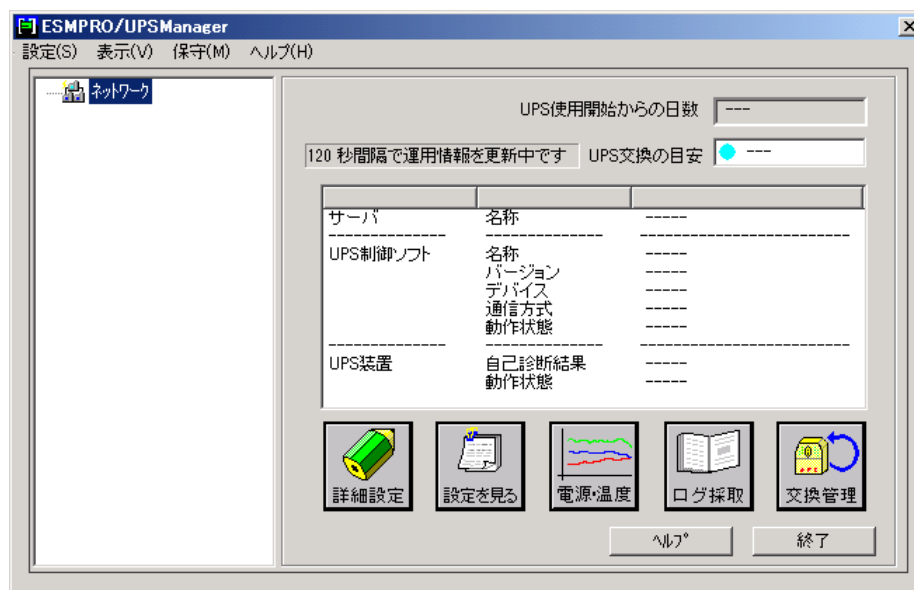 ESMPRO/UPSManager
設定(S) 表示(V) 保守(M) ヘルプ(H)
ネットワーク
UPS使用開始からの日数 ---
120 秒間隔で運用情報を更新中です UPS交換の目安 ---
サーバ 名称 -----
-------------- -------------- -------------------------
UPS制御ソフト 名称 -----
バージョン -----
デバイス -----
通信方式 -----
動作状態 -----
-------------- -------------- -------------------------
UPS装置 自己診断結果 -----
動作状態 -----
詳細設定 設定を見る 電源・温度 ログ採取 交換管理
ヘルプ 終了